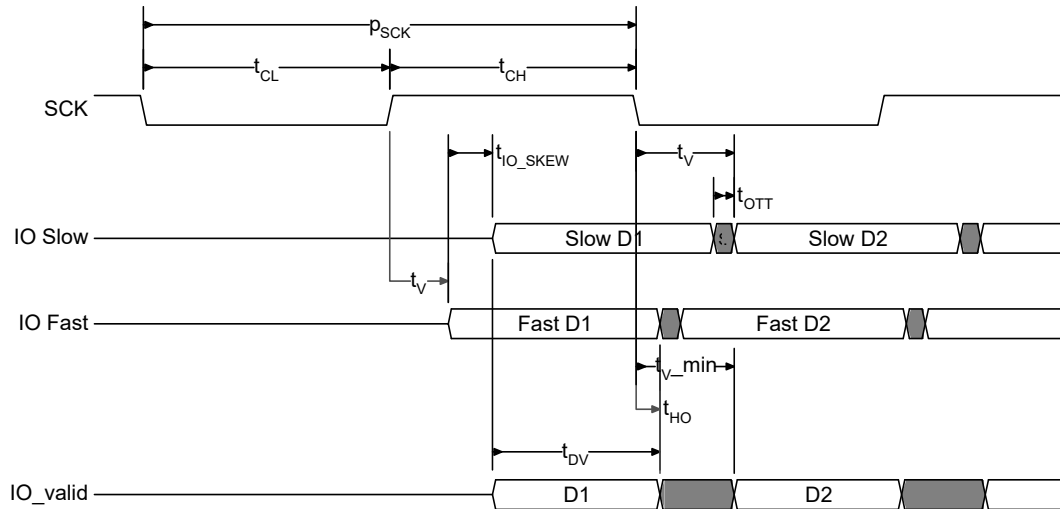 pSCK
tCL tCH
SCK
tIO_SKEW tV
tOTT
IO Slow Slow D1 Slow D2
tV
IO Fast Fast D1 Fast D2
tV_min
tHO
tDV
IO_valid D1 D2